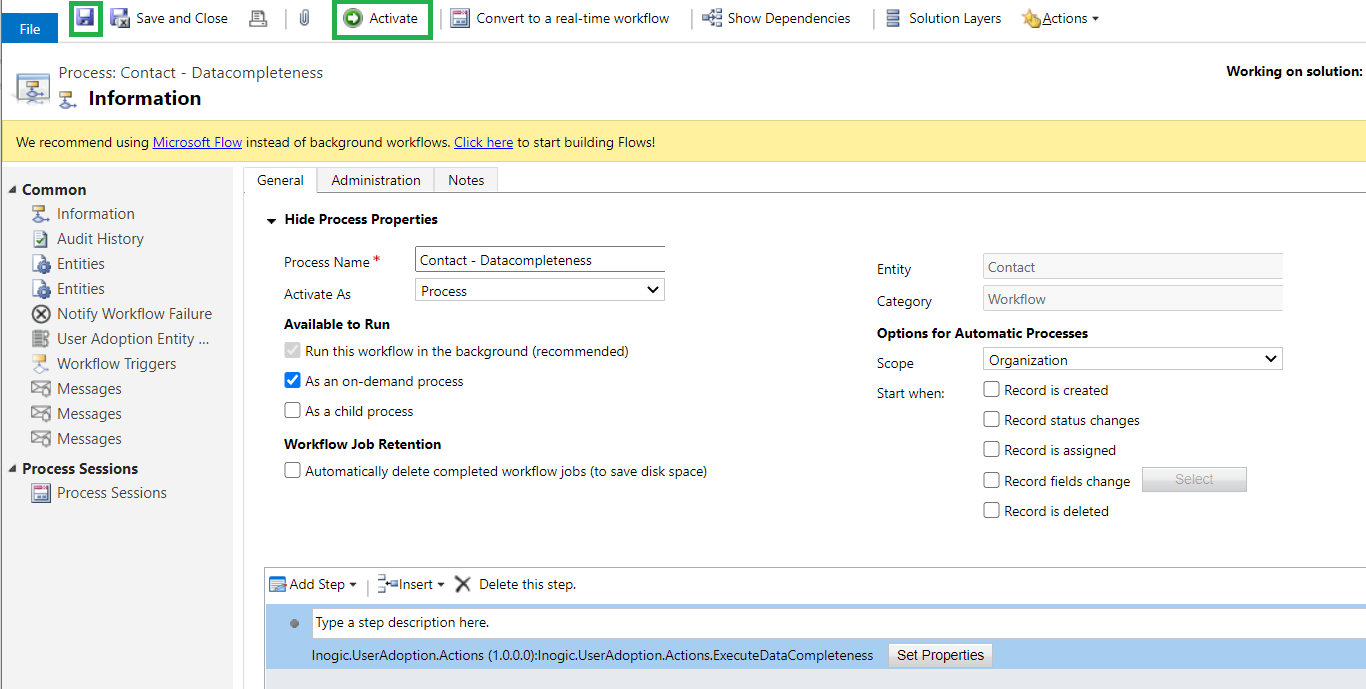 File
Save and Close
Activate
Convert to a real-time workflow
Show Dependencies
Solution Layers
Actions
Process: Contact - Datacompleteness
Information
Working on solution:
We recommend using Microsoft Flow instead of background workflows. Click here to start building Flows!
Common
Information
Audit History
Entities
Entities
Notify Workflow Failure
User Adoption Entity ...
Workflow Triggers
Messages
Messages
Messages
Process Sessions
Process Sessions
General
Administration
Notes
Hide Process Properties
Process Name *
Contact - Datacompleteness
Activate As
Process
Available to Run
Run this workflow in the background (recommended)
As an on-demand process
As a child process
Workflow Job Retention
Automatically delete completed workflow jobs (to save disk space)
Entity
Contact
Category
Workflow
Options for Automatic Processes
Scope
Organization
Start when:
Record is created
Record status changes
Record is assigned
Record fields change
Select
Record is deleted
Add Step
Insert
Delete this step.
Type a step description here.
Inogic.UserAdoption.Actions (1.0.0.0):Inogic.UserAdoption.Actions.ExecuteDataCompleteness
Set Properties